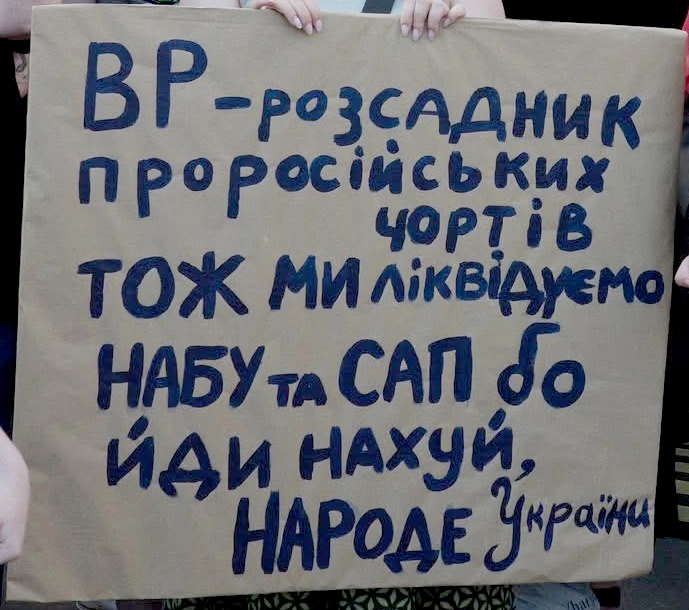 ВР - розсадник
проросійських
чортів
ТОЖ МИ ліквідуємо
НАБУ та САП бо
йди нахуй,
НАРОДЕ України